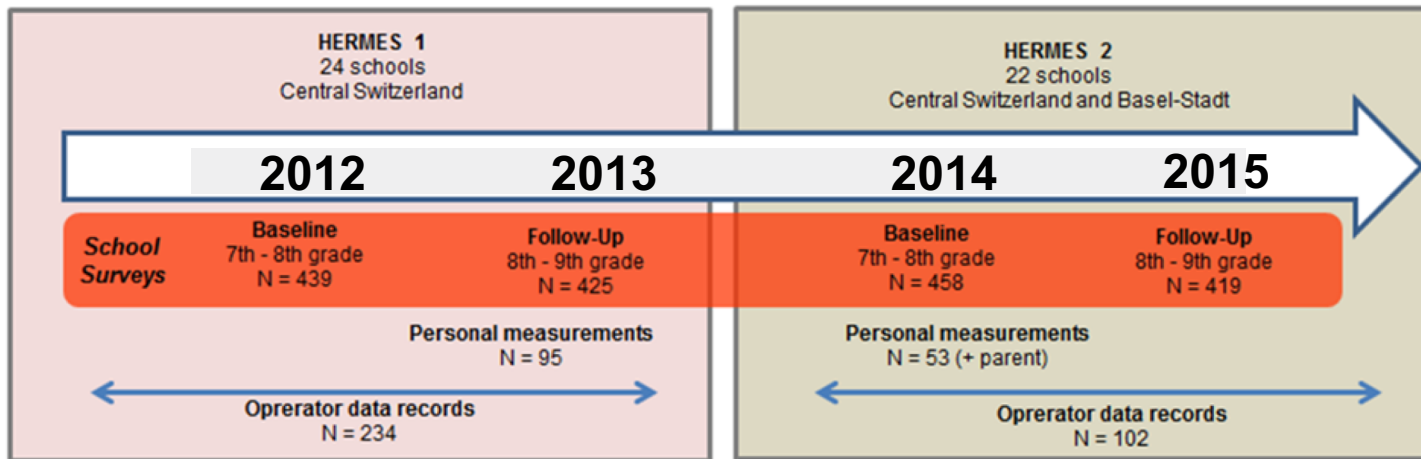 HERMES 1
24 schools
Central Switzerland
HERMES 2
22 schools
Central Switzerland and Basel-Stadt
2012
2013
2014
2015
School
Surveys
Baseline
7th - 8th grade
N = 439
Follow-Up
8th - 9th grade
N = 425
Baseline
7th - 8th grade
N = 458
Follow-Up
8th - 9th grade
N = 419
Personal measurements
N = 95
Personal measurements
N = 53 (+ parent)
Oprerator data records
N = 234
Oprerator data records
N = 102